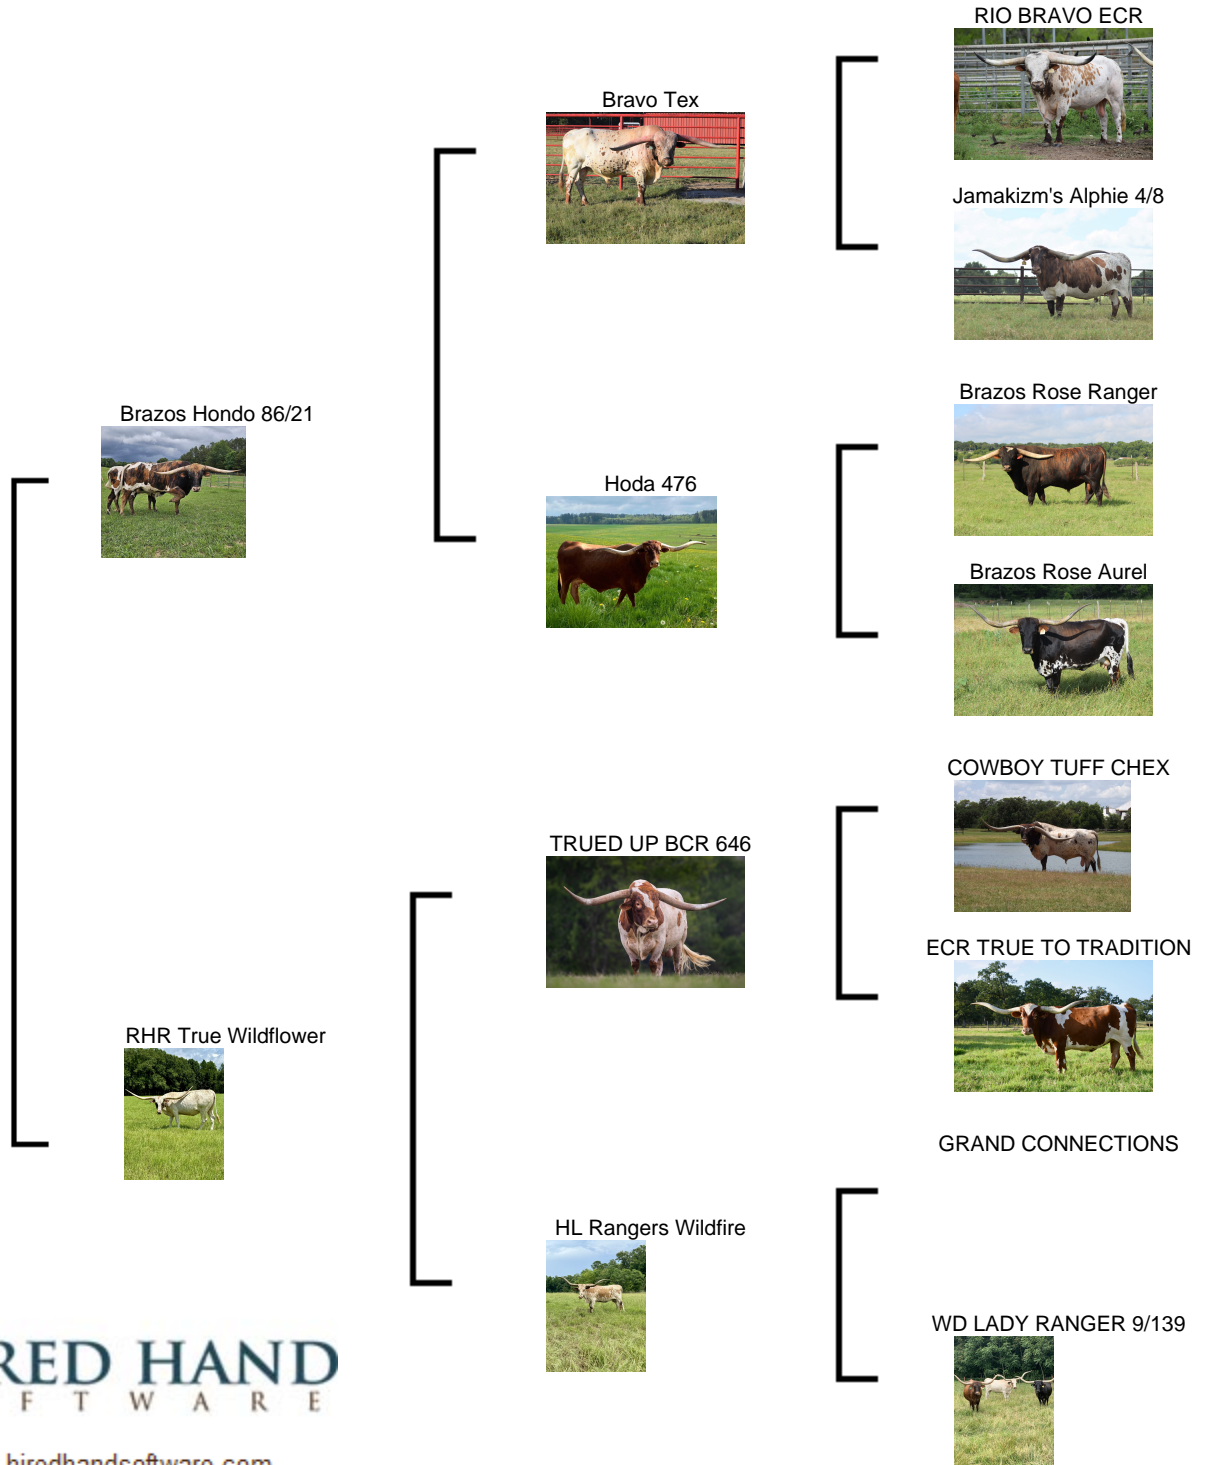 RIO BRAVO ECR
Bravo Tex
Jamakizm's Alphie 4/8
Brazos Rose Ranger
Brazos Hondo 86/21
Hoda 476
Brazos Rose Aurel
COWBOY TUFF CHEX
TRUED UP BCR 646
ECR TRUE TO TRADITION
RHR True Wildflower
GRAND CONNECTIONS
HL Rangers Wildfire
WD LADY RANGER 9/139
RED HAND
F T W A R E
hiredhandsoftware.com